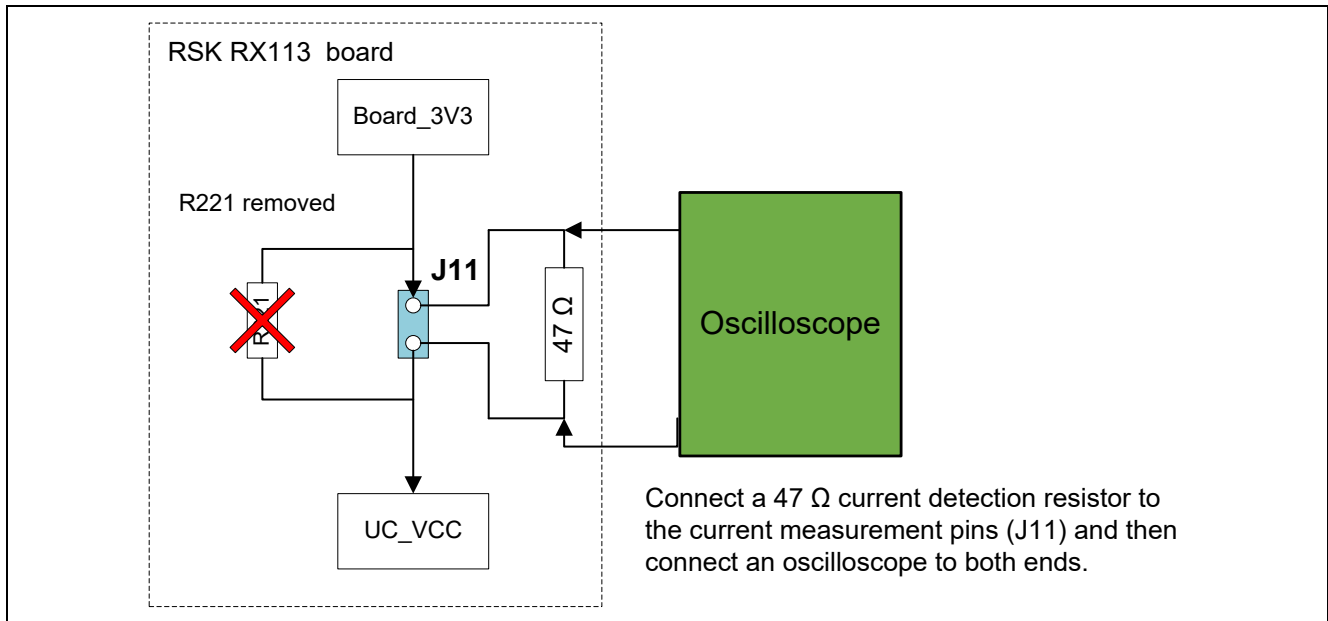 RSK RX113 board
Board_3V3
R221 removed
J11
47 Ω
Oscilloscope
UC_VCC
Connect a 47 Ω current detection resistor to
the current measurement pins (J11) and then
connect an oscilloscope to both ends.